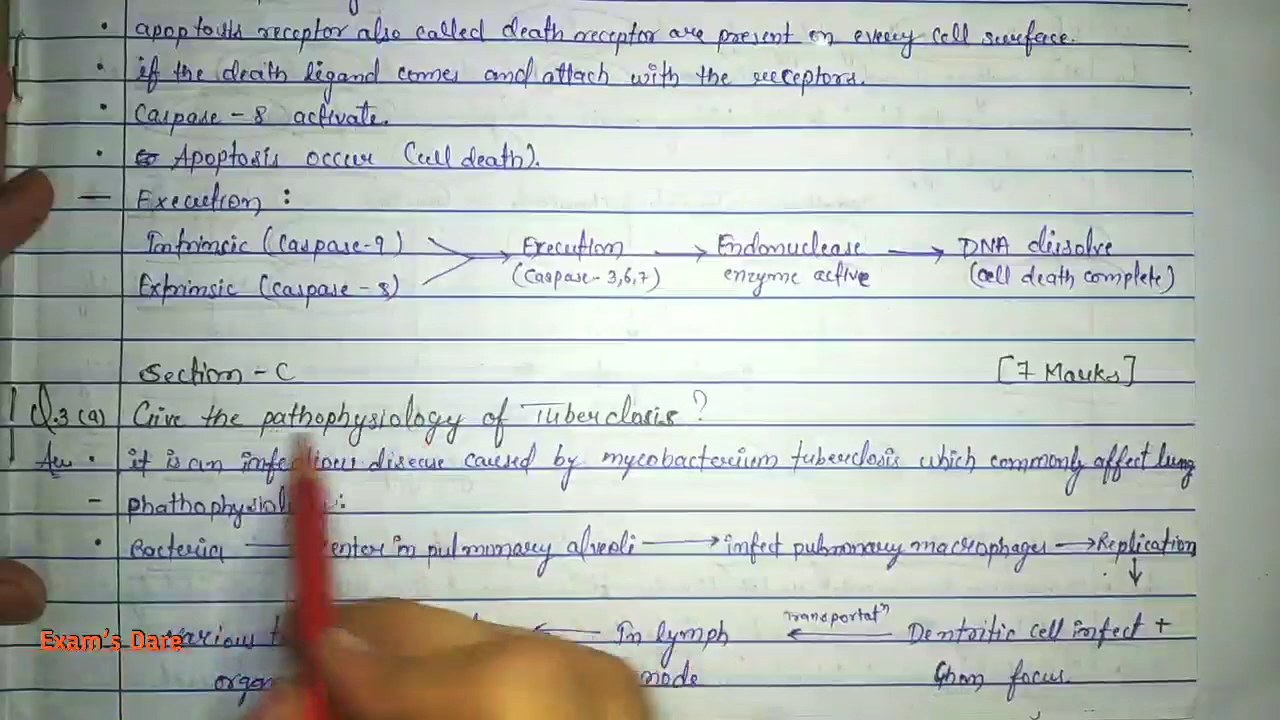 apoptosis receptor also called death receptor are present on every cell surface.
if the death ligand comes and attach with the receptors.
Caspase - 8 activate.
Apoptosis occur (cell death).
Execution :
Intrinsic (Caspase-9) → Execution → Endonuclease → DNA dissolve
Extrinsic (caspase - 8) (Caspase- 3,6,7) enzyme active (Cell death complete)
Section - C [7 Marks]
Q.3 (a) Give the pathophysiology of Tuberclosis ?
Ans it is an infectious disease caused by mycobacterium tuberclosis which commonly affect lung
- phathophysiol
Bacteria enter in pulmonary alveoli → infect pulmonary macrophages → Replication
↓
various In lymph ← Transportatⁿ Dentritic cell infect +
organ node Ghon focus.
Exam's Dare